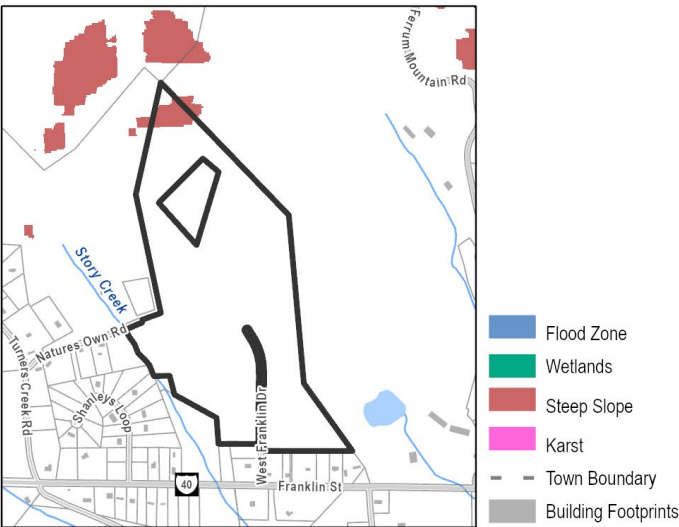 Ferrum Mountain Rd
Story Creek
Natures Own Rd
Turners Creek Rd
Shanleys Loop
West Franklin Dr
40
Franklin St
Flood Zone
Wetlands
Steep Slope
Karst
Town Boundary
Building Footprints